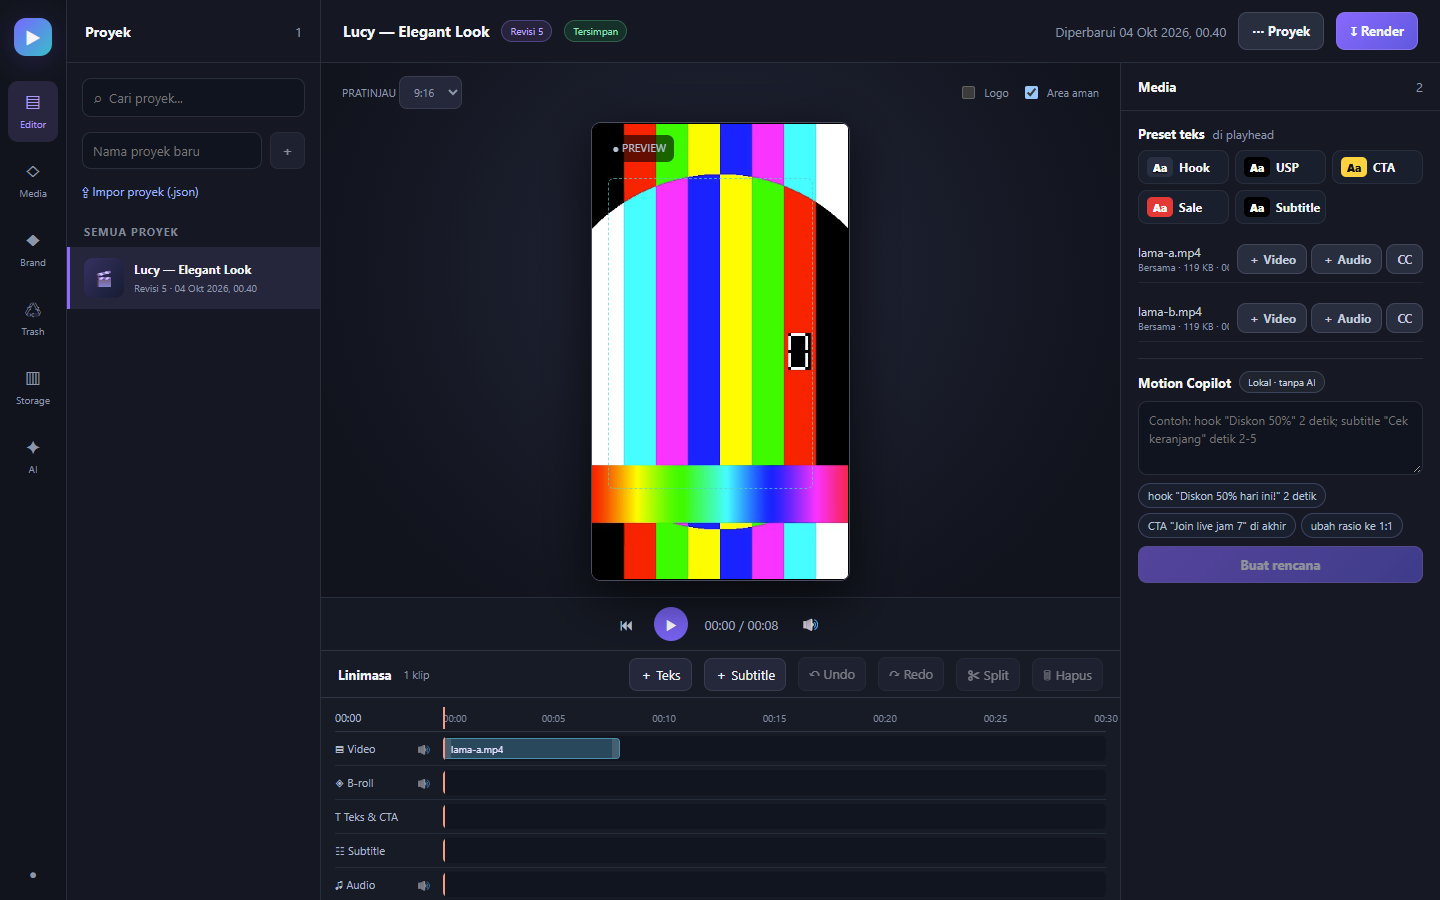 Editor
Media
Brand
Trash
Storage
AI
Proyek 1
Cari proyek...
Nama proyek baru +
Impor proyek (.json)
SEMUA PROYEK
Lucy — Elegant Look
Revisi 5 · 04 Okt 2026, 00.40
Lucy — Elegant Look Revisi 5 Tersimpan
Diperbarui 04 Okt 2026, 00.40 ··· Proyek Render
PRATINJAU 9:16 Logo Area aman
● PREVIEW
00:00 / 00:08
Linimasa 1 klip + Teks + Subtitle Undo Redo Split Hapus
00:00 00:00 00:05 00:10 00:15 00:20 00:25 00:30
Video lama-a.mp4
B-roll
T Teks & CTA
Subtitle
Audio
Media 2
Preset teks di playhead
Aa Hook Aa USP Aa CTA
Aa Sale Aa Subtitle
lama-a.mp4
Bersama · 119 KB · 00
+ Video + Audio CC
lama-b.mp4
Bersama · 119 KB · 00
+ Video + Audio CC
Motion Copilot Lokal · tanpa AI
Contoh: hook "Diskon 50%" 2 detik; subtitle "Cek
keranjang" detik 2-5
hook "Diskon 50% hari ini!" 2 detik
CTA "Join live jam 7" di akhir ubah rasio ke 1:1
Buat rencana